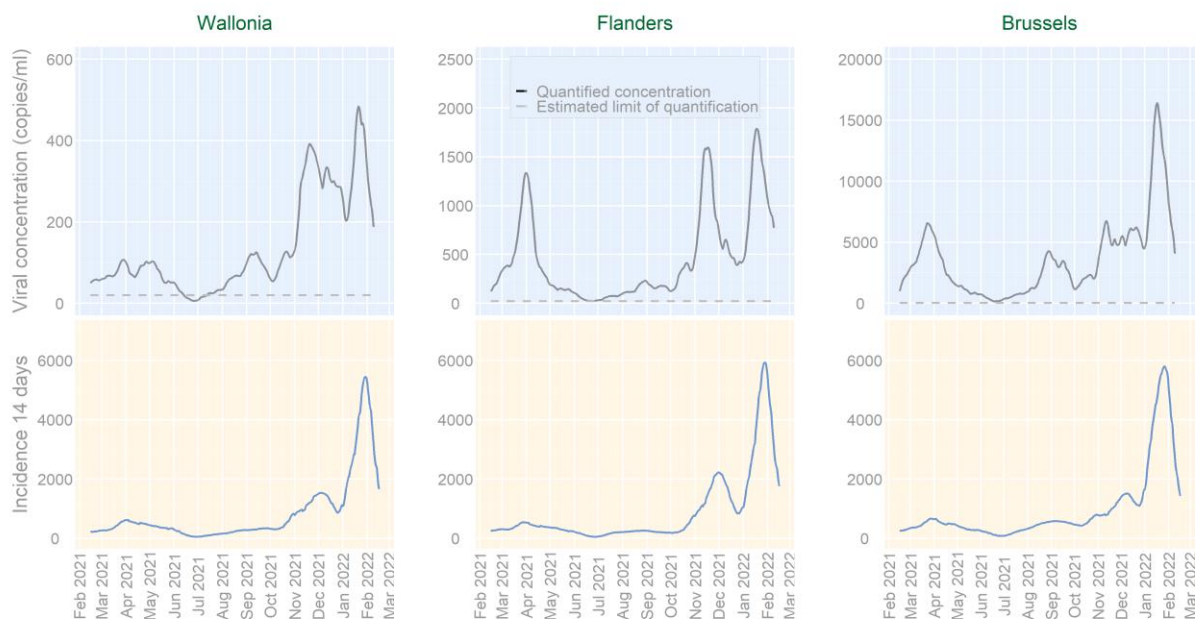 Wallonia
Flanders
Brussels
Viral concentration (copies/ml)
600
400
200
0
2500
2000
1500
1000
500
0
20000
15000
10000
5000
0
Quantified concentration
Estimated limit of quantification
Incidence 14 days
6000
4000
2000
0
6000
4000
2000
0
6000
4000
2000
0
Feb 2021
Mar 2021
Apr 2021
May 2021
Jun 2021
Jul 2021
Aug 2021
Sep 2021
Oct 2021
Nov 2021
Dec 2021
Jan 2022
Feb 2022
Mar 2022
Feb 2021
Mar 2021
Apr 2021
May 2021
Jun 2021
Jul 2021
Aug 2021
Sep 2021
Oct 2021
Nov 2021
Dec 2021
Jan 2022
Feb 2022
Mar 2022
Feb 2021
Mar 2021
Apr 2021
May 2021
Jun 2021
Jul 2021
Aug 2021
Sep 2021
Oct 2021
Nov 2021
Dec 2021
Jan 2022
Feb 2022
Mar 2022